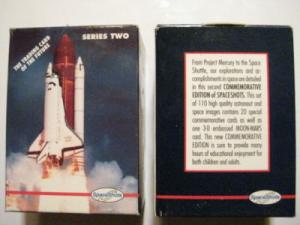 THE TRADING CARD
OF THE FUTURE
SERIES TWO
SpaceShots
From Project Mercury to the Space
Shuttle, our explorations and ac-
complishments in space are detailed
in this second COMMEMORATIVE
EDITION of SPACE SHOTS. This set
of 110 high quality astronaut and
space images contains 20 special
commemorative cards as well as
one 3-D embossed MOON-MARS
card. This new COMMEMORATIVE
EDITION is sure to provide many
hours of educational enjoyment for
both children and adults.
SpaceShots